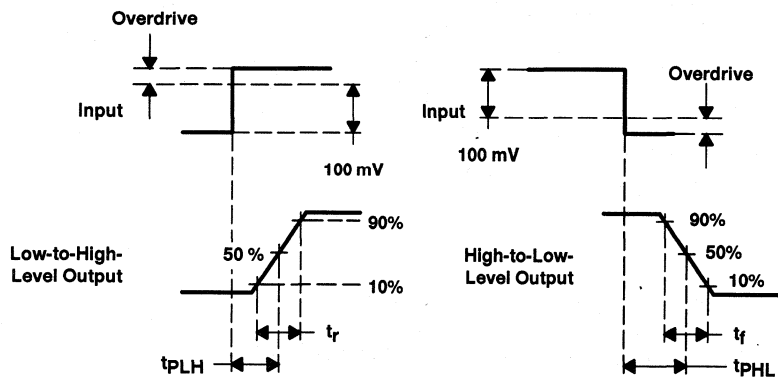 Overdrive
Input
100 mV
Low-to-High-
Level Output
50 %
90%
10%
tr
tPLH
Overdrive
Input
100 mV
High-to-Low-
Level Output
90%
50%
10%
tf
tPHL